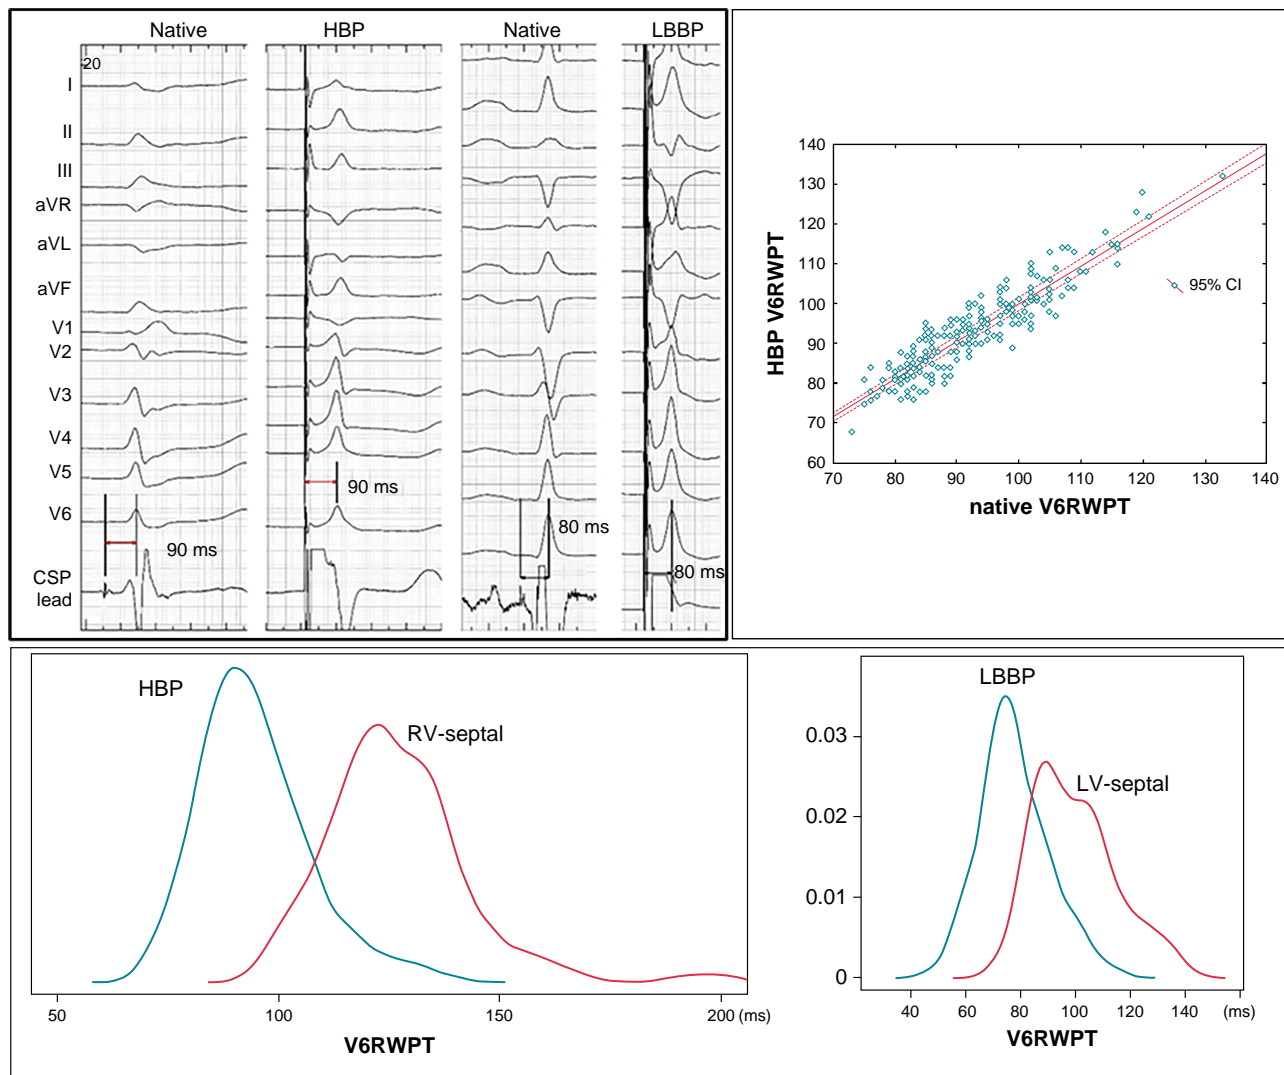 Native HBP Native LBBP
20
I
II
III
aVR
aVL
aVF
V1
V2
V3
V4
V5
V6
CSP
lead
90 ms
90 ms
80 ms
80 ms
HBP V6RWPT
140
130
120
110
100
90
80
70
60
95% CI
70 80 90 100 110 120 130 140
native V6RWPT
HBP
RV-septal
50 100 150 200 (ms)
V6RWPT
LBBP
LV-septal
0.03
0.02
0.01
0
40 60 80 100 120 140 (ms)
V6RWPT